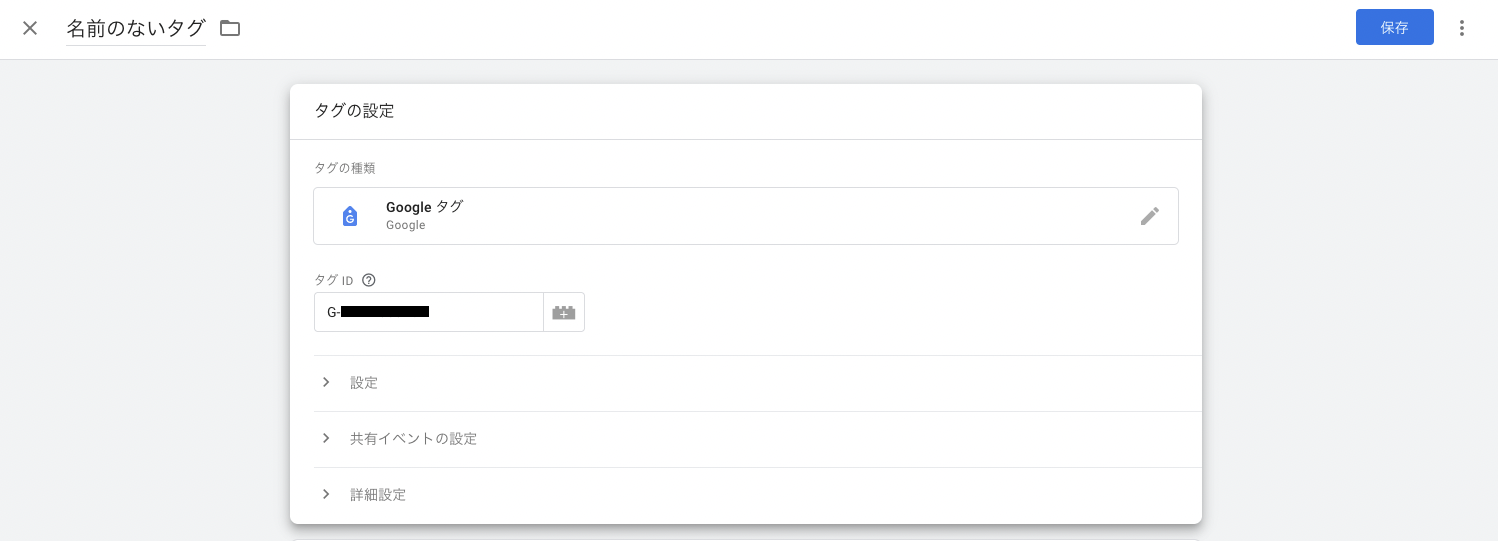 名前のないタグ
保存
タグの設定
タグの種類
Google タグ
Google
タグ ID
G-
設定
共有イベントの設定
詳細設定